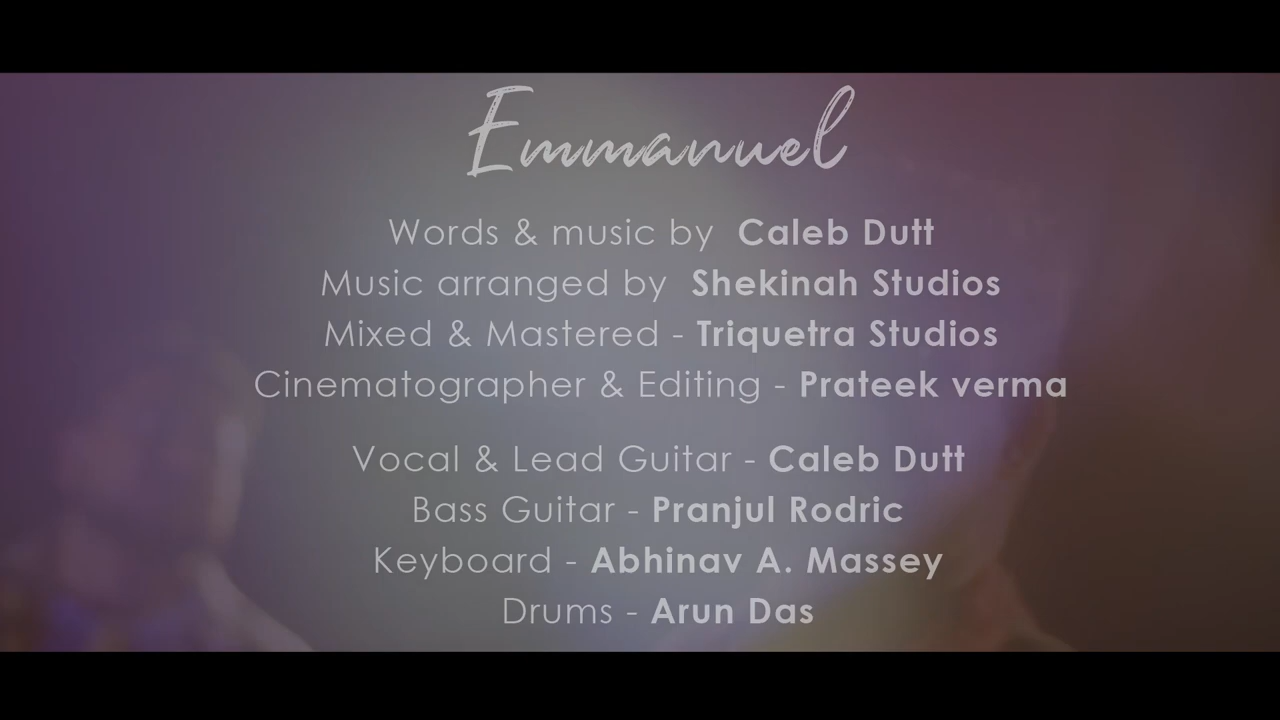 Emmanuel
Words & music by Caleb Dutt
Music arranged by Shekinah Studios
Mixed & Mastered - Triquetra Studios
Cinematographer & Editing - Prateek verma
Vocal & Lead Guitar - Caleb Dutt
Bass Guitar - Pranjul Rodric
Keyboard - Abhinav A. Massey
Drums - Arun Das